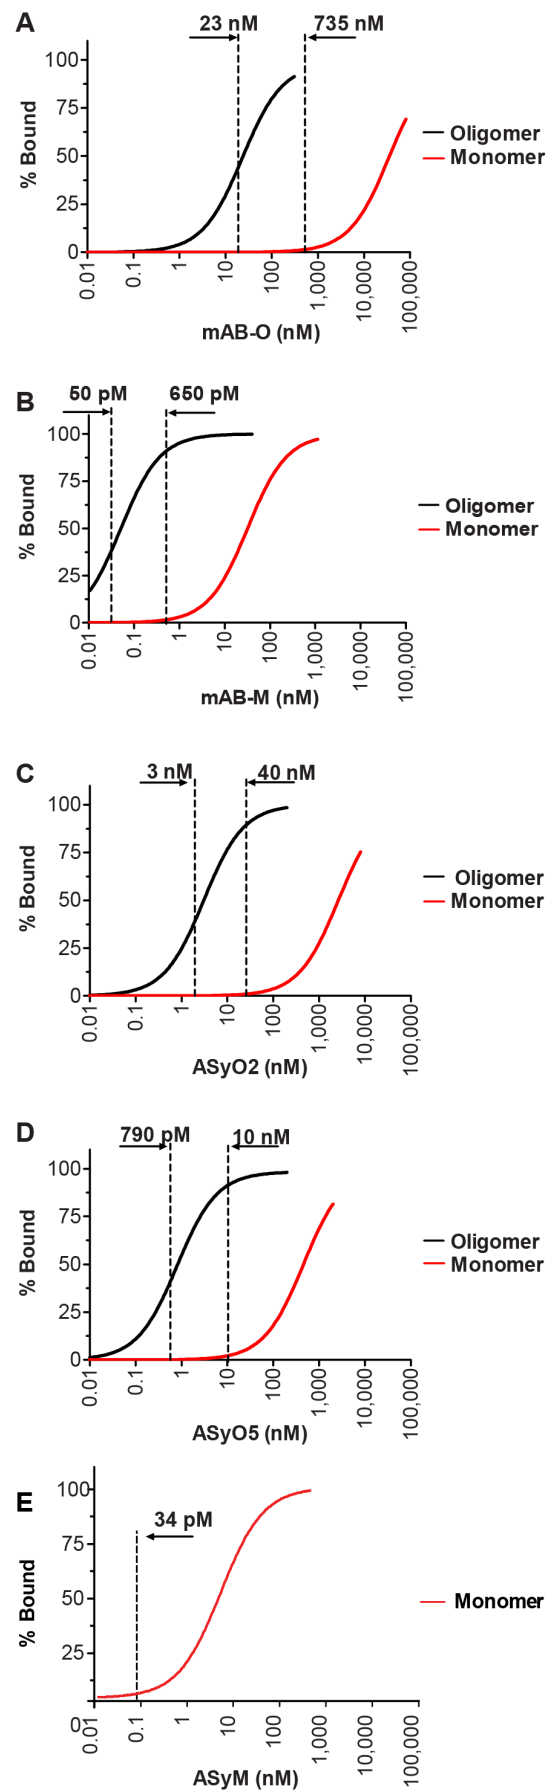 A
23 nM
735 nM
100
75
50
25
0
% Bound
Oligomer
Monomer
0.01
0.1
1
10
100
1,000
10,000
100,000
mAB-O (nM)
B
50 pM
650 pM
100
75
50
25
0
% Bound
Oligomer
Monomer
0.01
0.1
1
10
100
1,000
10,000
100,000
mAB-M (nM)
C
3 nM
40 nM
100
75
50
25
0
% Bound
Oligomer
Monomer
0.01
0.1
1
10
100
1,000
10,000
100,000
ASyO2 (nM)
D
790 pM
10 nM
100
75
50
25
0
% Bound
Oligomer
Monomer
0.01
0.1
1
10
100
1,000
10,000
100,000
ASyO5 (nM)
E
34 pM
100
75
50
25
0
% Bound
Monomer
0.01
0.1
1
10
100
1,000
10,000
100,000
ASyM (nM)